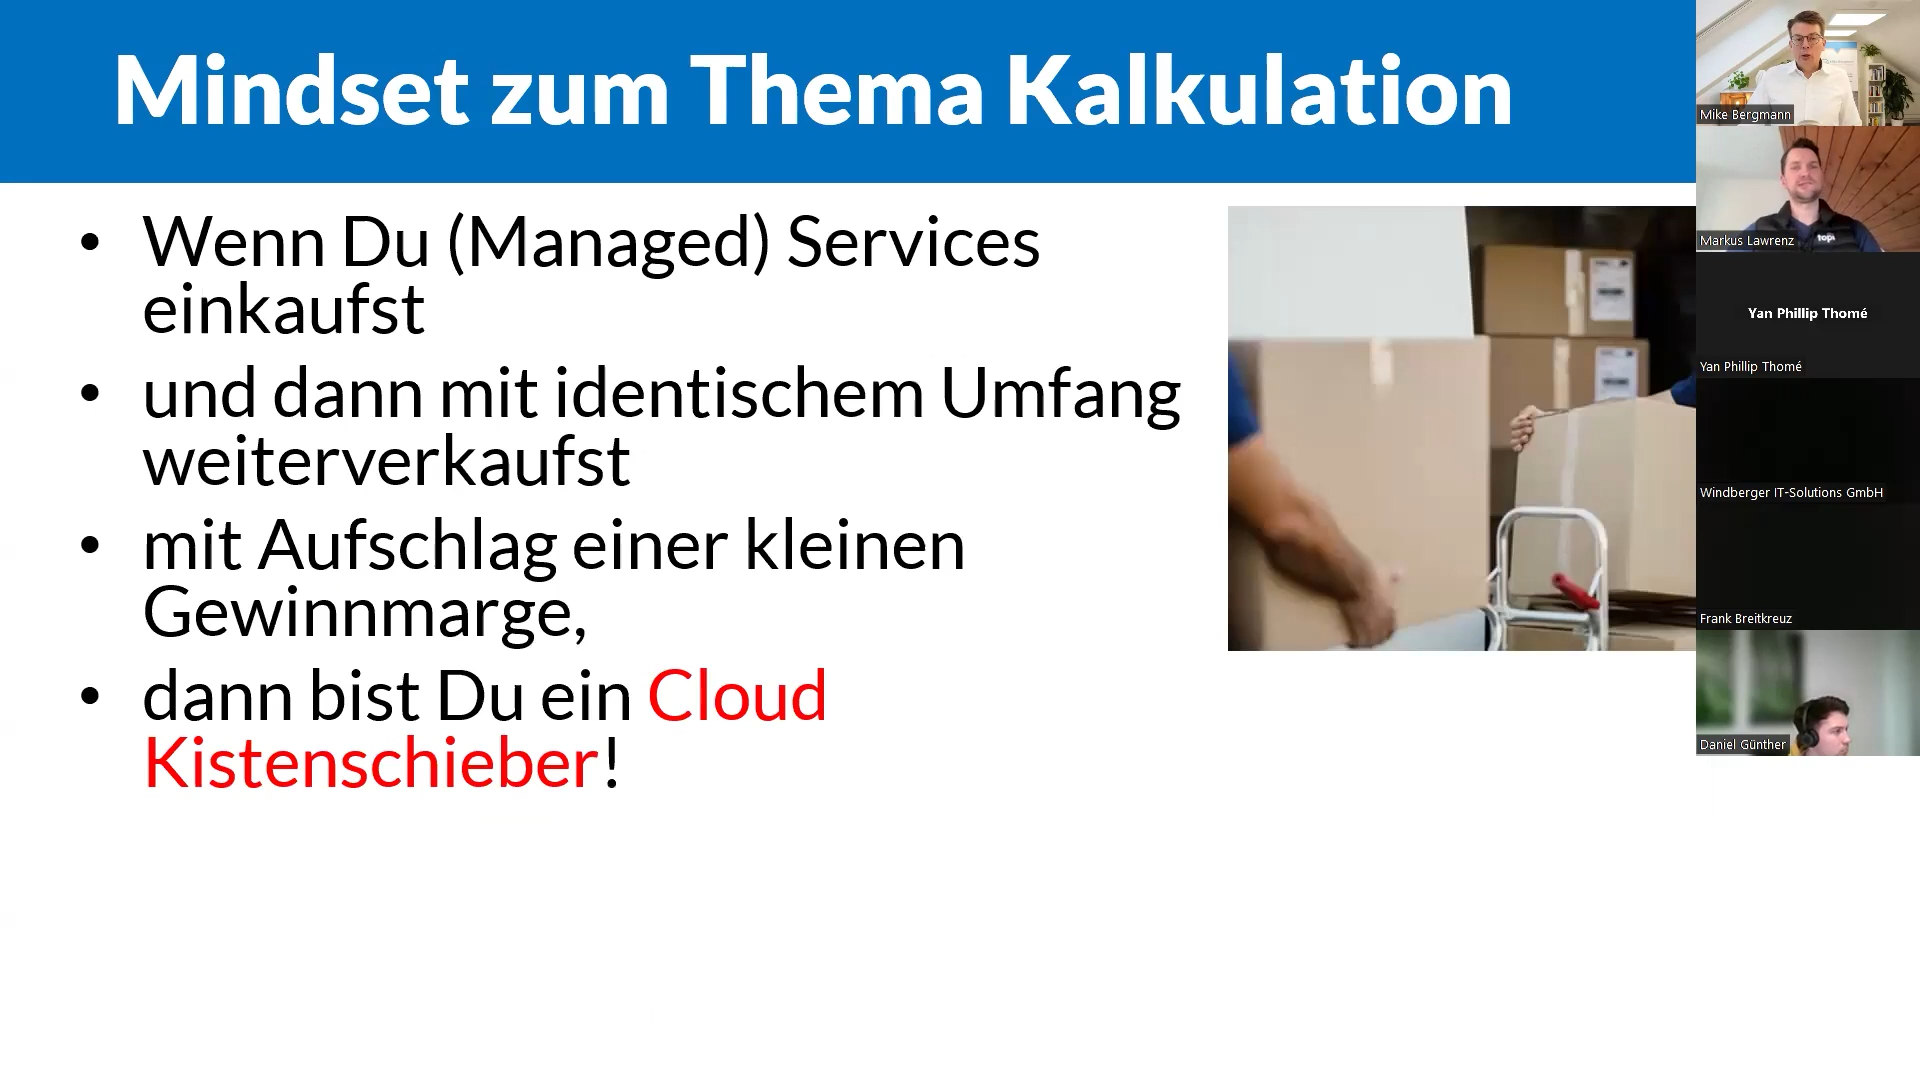 Mindset zum Thema Kalkulation
• Wenn Du (Managed) Services
einkaufst
• und dann mit identischem Umfang
weiterverkaufst
• mit Aufschlag einer kleinen
Gewinnmarge,
• dann bist Du ein Cloud
Kistenschieber!
Mike Bergmann
topi
Markus Lawrenz
Yan Phillip Thomé
Yan Phillip Thomé
Windberger IT-Solutions GmbH
Frank Breitkreuz
Daniel Günther